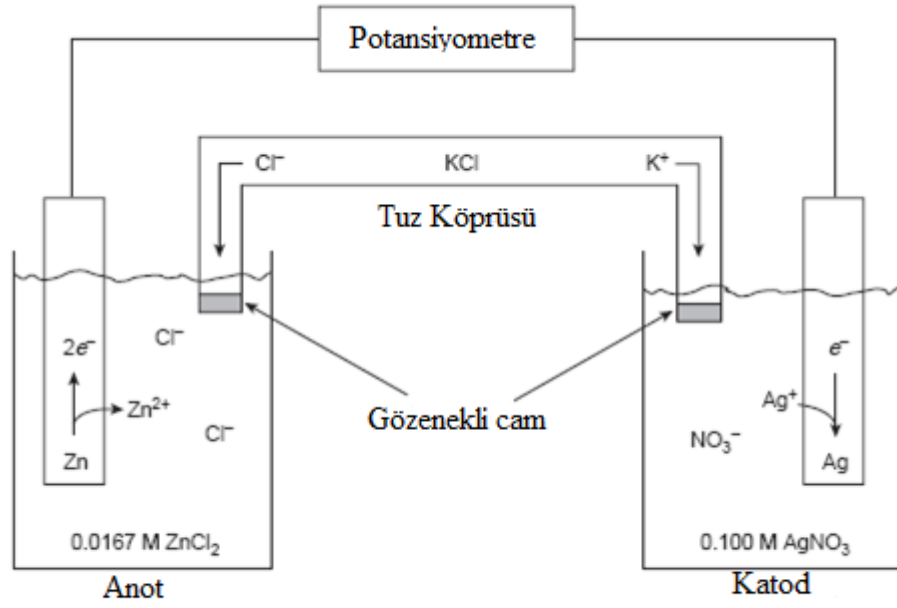 Potansiyometre
Cl⁻ KCl K⁺
Tuz Köprüsü
Cl⁻
2e⁻ e⁻
Zn²⁺ Ag⁺
Gözenekli cam
Cl⁻ NO₃⁻
Zn Ag
0.0167 M ZnCl₂ 0.100 M AgNO₃
Anot Katod